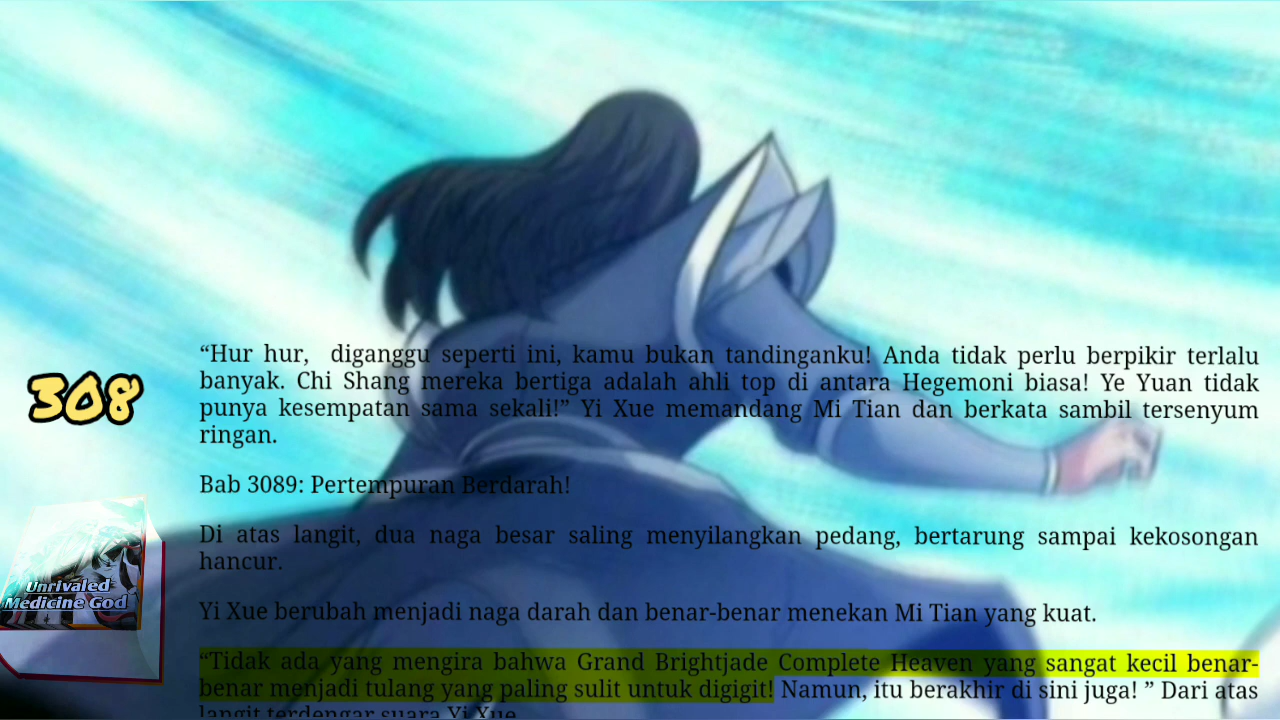 “Hur hur, diganggu seperti ini, kamu bukan tandinganku! Anda tidak perlu berpikir terlalu
banyak. Chi Shang mereka bertiga adalah ahli top di antara Hegemoni biasa! Ye Yuan tidak
punya kesempatan sama sekali!” Yi Xue memandang Mi Tian dan berkata sambil tersenyum
ringan.
308
Bab 3089: Pertempuran Berdarah!
Di atas langit, dua naga besar saling menyilangkan pedang, bertarung sampai kekosongan
hancur.
Unrivaled
Medicine God
Yi Xue berubah menjadi naga darah dan benar-benar menekan Mi Tian yang kuat.
“Tidak ada yang mengira bahwa Grand Brightjade Complete Heaven yang sangat kecil benar-
benar menjadi tulang yang paling sulit untuk digigit! Namun, itu berakhir di sini juga! ” Dari atas
langit terdengar suara Yi Xue